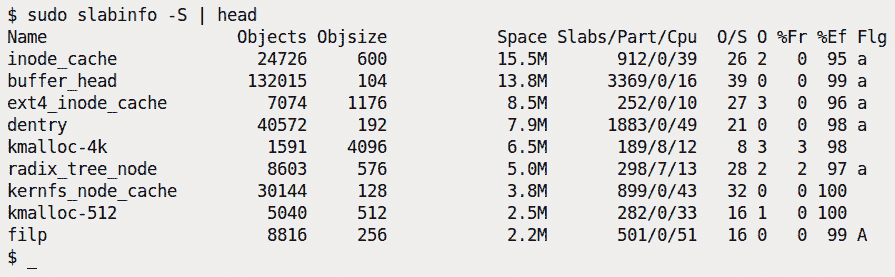 $ sudo slabinfo -S | head
Name                   Objects Objsize           Space Slabs/Part/Cpu  O/S O %Fr %Ef Flg
inode_cache              24726     600           15.5M       912/0/39   26 2   0  95 a
buffer_head             132015     104           13.8M      3369/0/16   39 0   0  99 a
ext4_inode_cache          7074    1176            8.5M       252/0/10   27 3   0  96 a
dentry                   40572     192            7.9M      1883/0/49   21 0   0  98 a
kmalloc-4k                1591    4096            6.5M       189/8/12    8 3   3  98
radix_tree_node           8603     576            5.0M       298/7/13   28 2   2  97 a
kernfs_node_cache        30144     128            3.8M       899/0/43   32 0   0 100
kmalloc-512               5040     512            2.5M       282/0/33   16 1   0 100
filp                      8816     256            2.2M       501/0/51   16 0   0  99 A
$ _